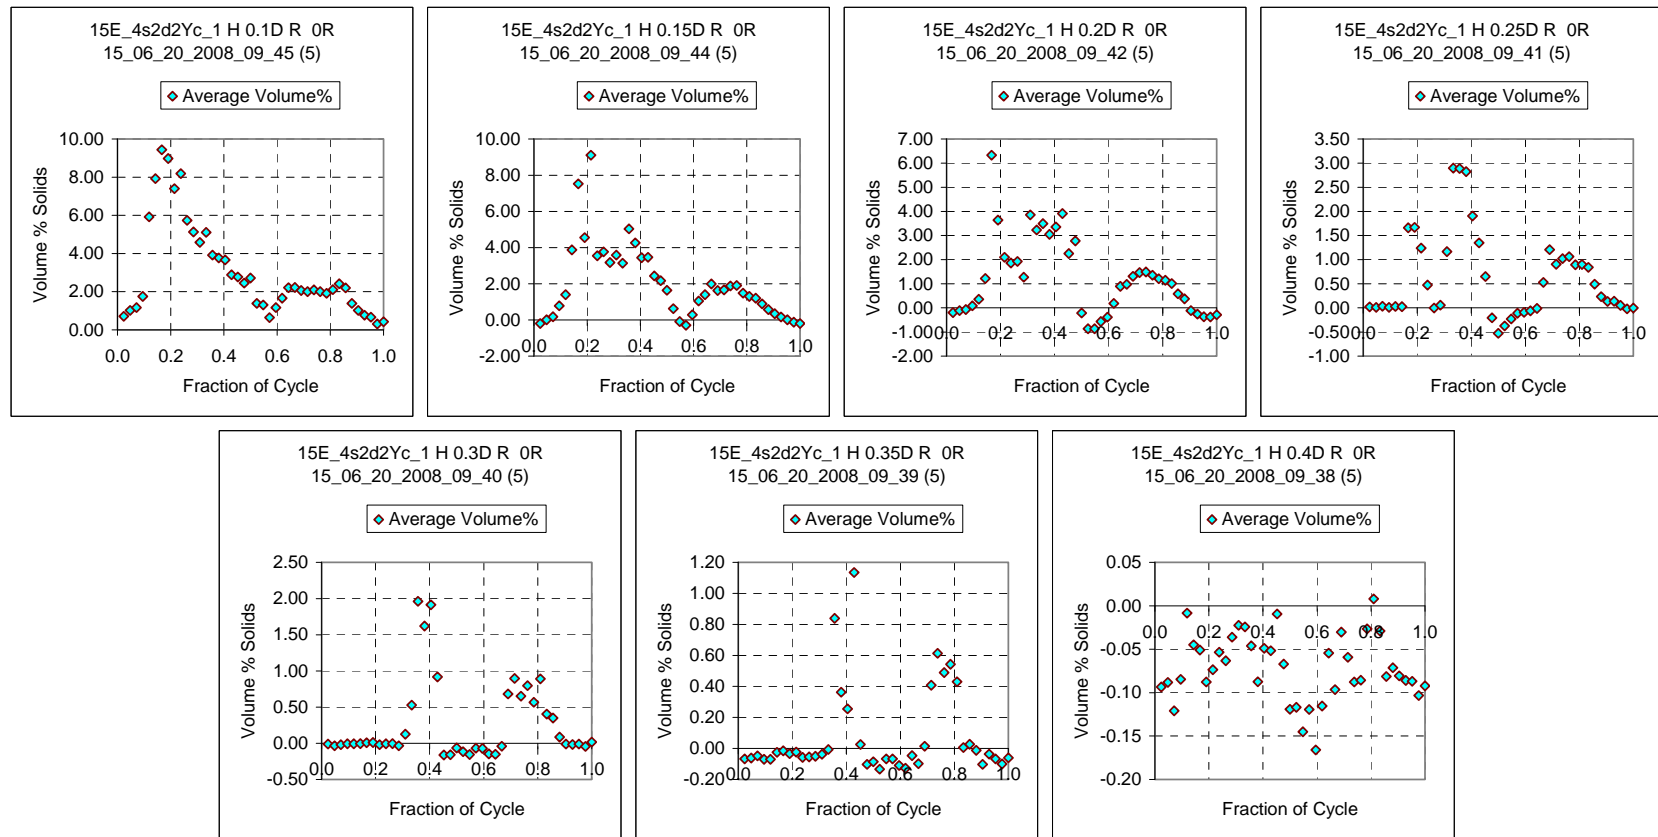 15E_4s2d2Yc_1 H 0.1D R 0R
15_06_20_2008_09_45 (5)
Average Volume%
10.00
8.00
6.00
4.00
2.00
0.00
Volume % Solids
0.0 0.2 0.4 0.6 0.8 1.0
Fraction of Cycle
15E_4s2d2Yc_1 H 0.15D R 0R
15_06_20_2008_09_44 (5)
Average Volume%
10.00
8.00
6.00
4.00
2.00
0.00
-2.00
Volume % Solids
0.0 0.2 0.4 0.6 0.8 1.0
Fraction of Cycle
15E_4s2d2Yc_1 H 0.2D R 0R
15_06_20_2008_09_42 (5)
Average Volume%
7.00
6.00
5.00
4.00
3.00
2.00
1.00
0.00
-1.00
-2.00
Volume % Solids
0.0 0.2 0.4 0.6 0.8 1.0
Fraction of Cycle
15E_4s2d2Yc_1 H 0.25D R 0R
15_06_20_2008_09_41 (5)
Average Volume%
3.50
3.00
2.50
2.00
1.50
1.00
0.50
0.00
-0.50
-1.00
Volume % Solids
0.0 0.2 0.4 0.6 0.8 1.0
Fraction of Cycle
15E_4s2d2Yc_1 H 0.3D R 0R
15_06_20_2008_09_40 (5)
Average Volume%
2.50
2.00
1.50
1.00
0.50
0.00
-0.50
Volume % Solids
0.0 0.2 0.4 0.6 0.8 1.0
Fraction of Cycle
15E_4s2d2Yc_1 H 0.35D R 0R
15_06_20_2008_09_39 (5)
Average Volume%
1.20
1.00
0.80
0.60
0.40
0.20
0.00
-0.20
Volume % Solids
0.0 0.2 0.4 0.6 0.8 1.0
Fraction of Cycle
15E_4s2d2Yc_1 H 0.4D R 0R
15_06_20_2008_09_38 (5)
Average Volume%
0.05
0.00
-0.05
-0.10
-0.15
-0.20
Volume % Solids
0.0 0.2 0.4 0.6 0.8 1.0
Fraction of Cycle